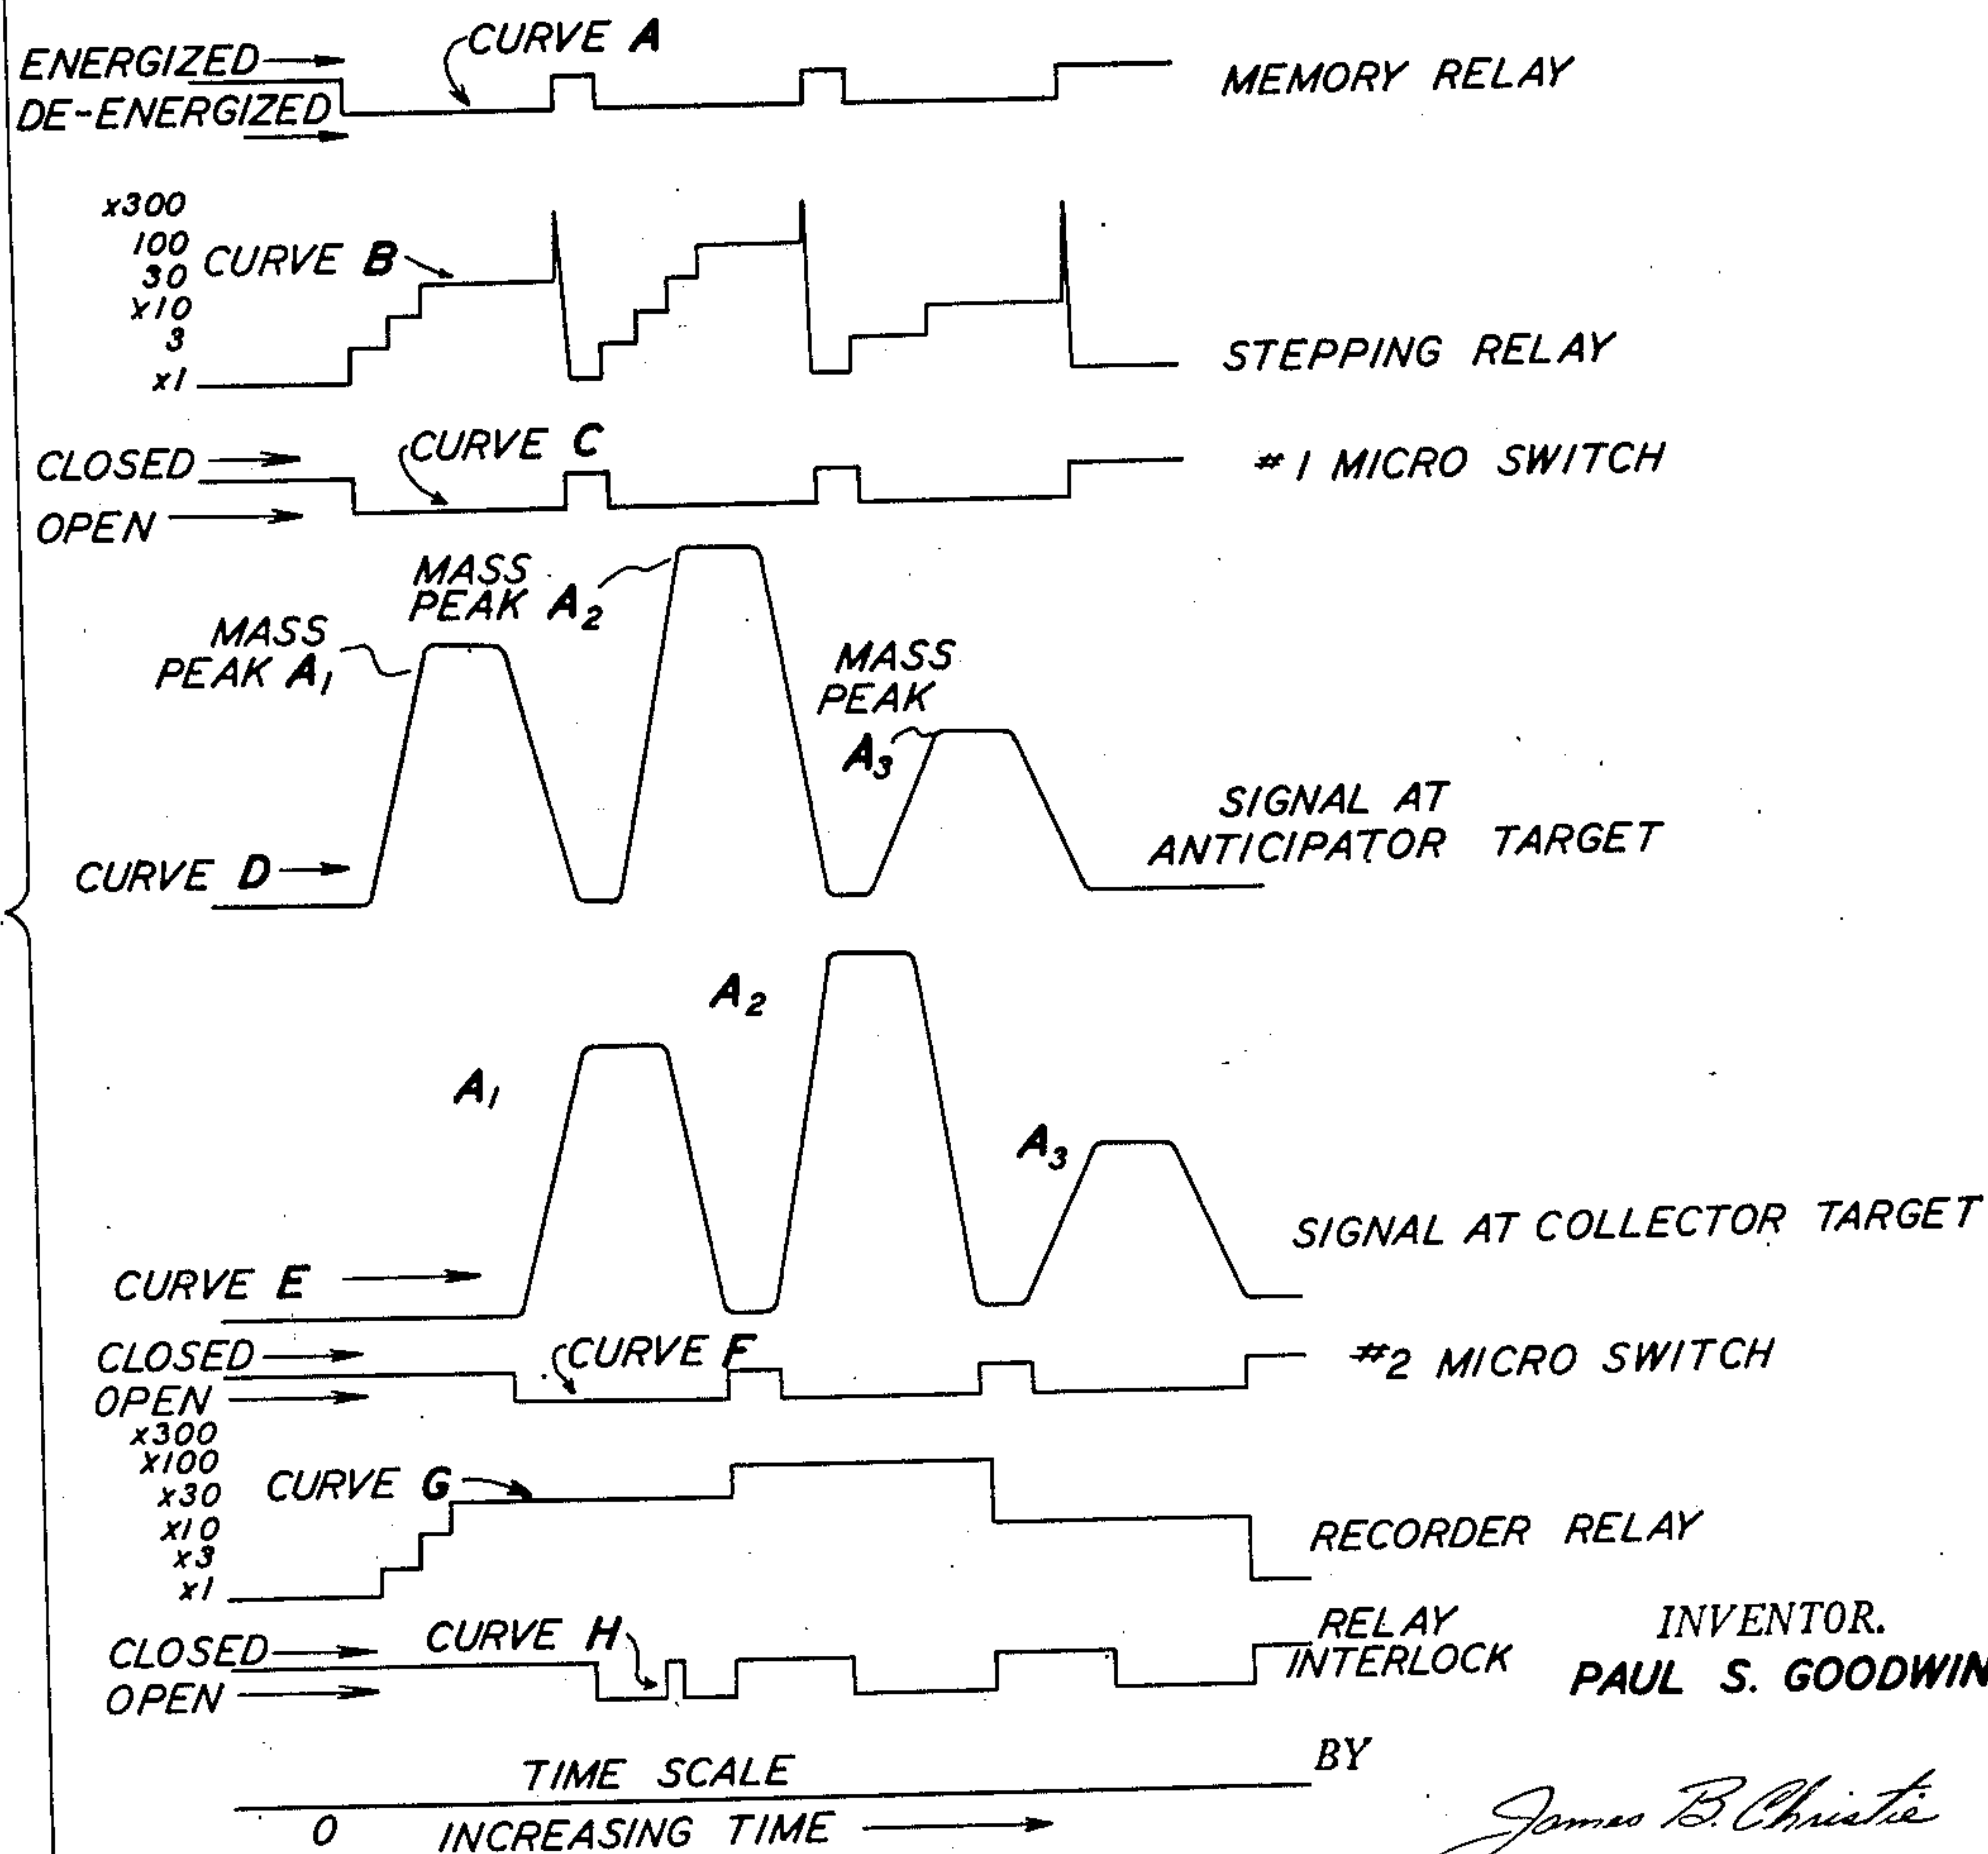 ENERGIZED
CURVE A
DE-ENERGIZED
MEMORY RELAY
x300
100
30
x10
3
x1
CURVE B
STEPPING RELAY
CLOSED
CURVE C
OPEN
#1 MICRO SWITCH
MASS
PEAK A1
MASS
PEAK A2
MASS
PEAK
A3
CURVE D
SIGNAL AT
ANTICIPATOR TARGET
A1
A2
A3
CURVE E
SIGNAL AT COLLECTOR TARGET
CLOSED
CURVE F
OPEN
#2 MICRO SWITCH
x300
x100
x30
x10
x3
x1
CURVE G
RECORDER RELAY
CLOSED
CURVE H
OPEN
RELAY
INTERLOCK
INVENTOR.
PAUL S. GOODWIN
BY
James B. Christie
TIME SCALE
0
INCREASING TIME